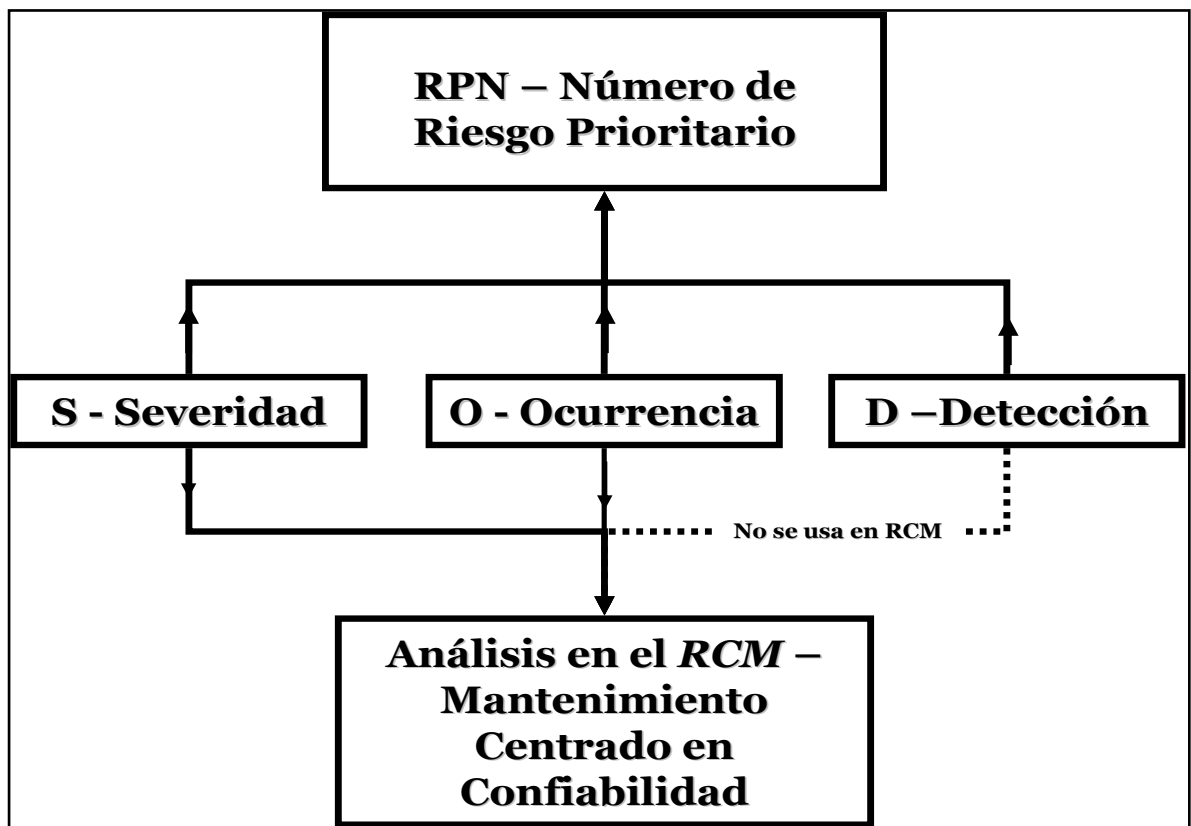 RPN – Número de
Riesgo Prioritario
S - Severidad
O - Ocurrencia
D –Detección
No se usa en RCM
Análisis en el RCM –
Mantenimiento
Centrado en
Confiabilidad